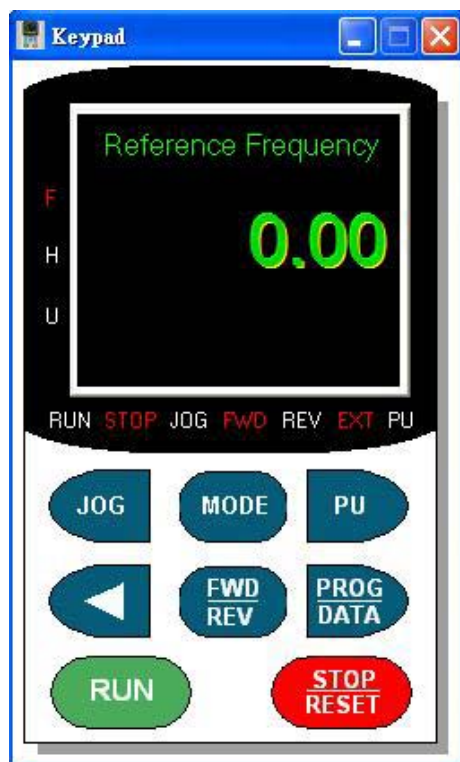 Keypad
Reference Frequency
F
0.00
H
U
RUN STOP JOG FWD REV EXT PU
JOG MODE PU
FWD REV PROG DATA
RUN STOP RESET